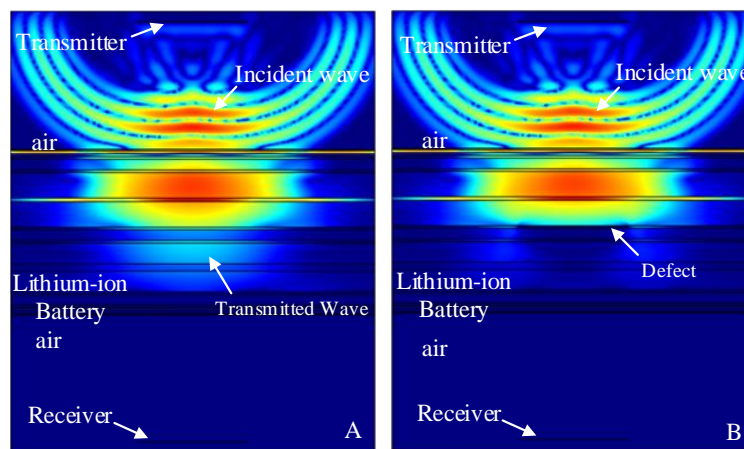 Transmitter
Incident wave
air
Lithium-ion
Battery
Transmitted Wave
air
Receiver
A
Transmitter
Incident wave
air
Defect
Lithium-ion
Battery
air
Receiver
B